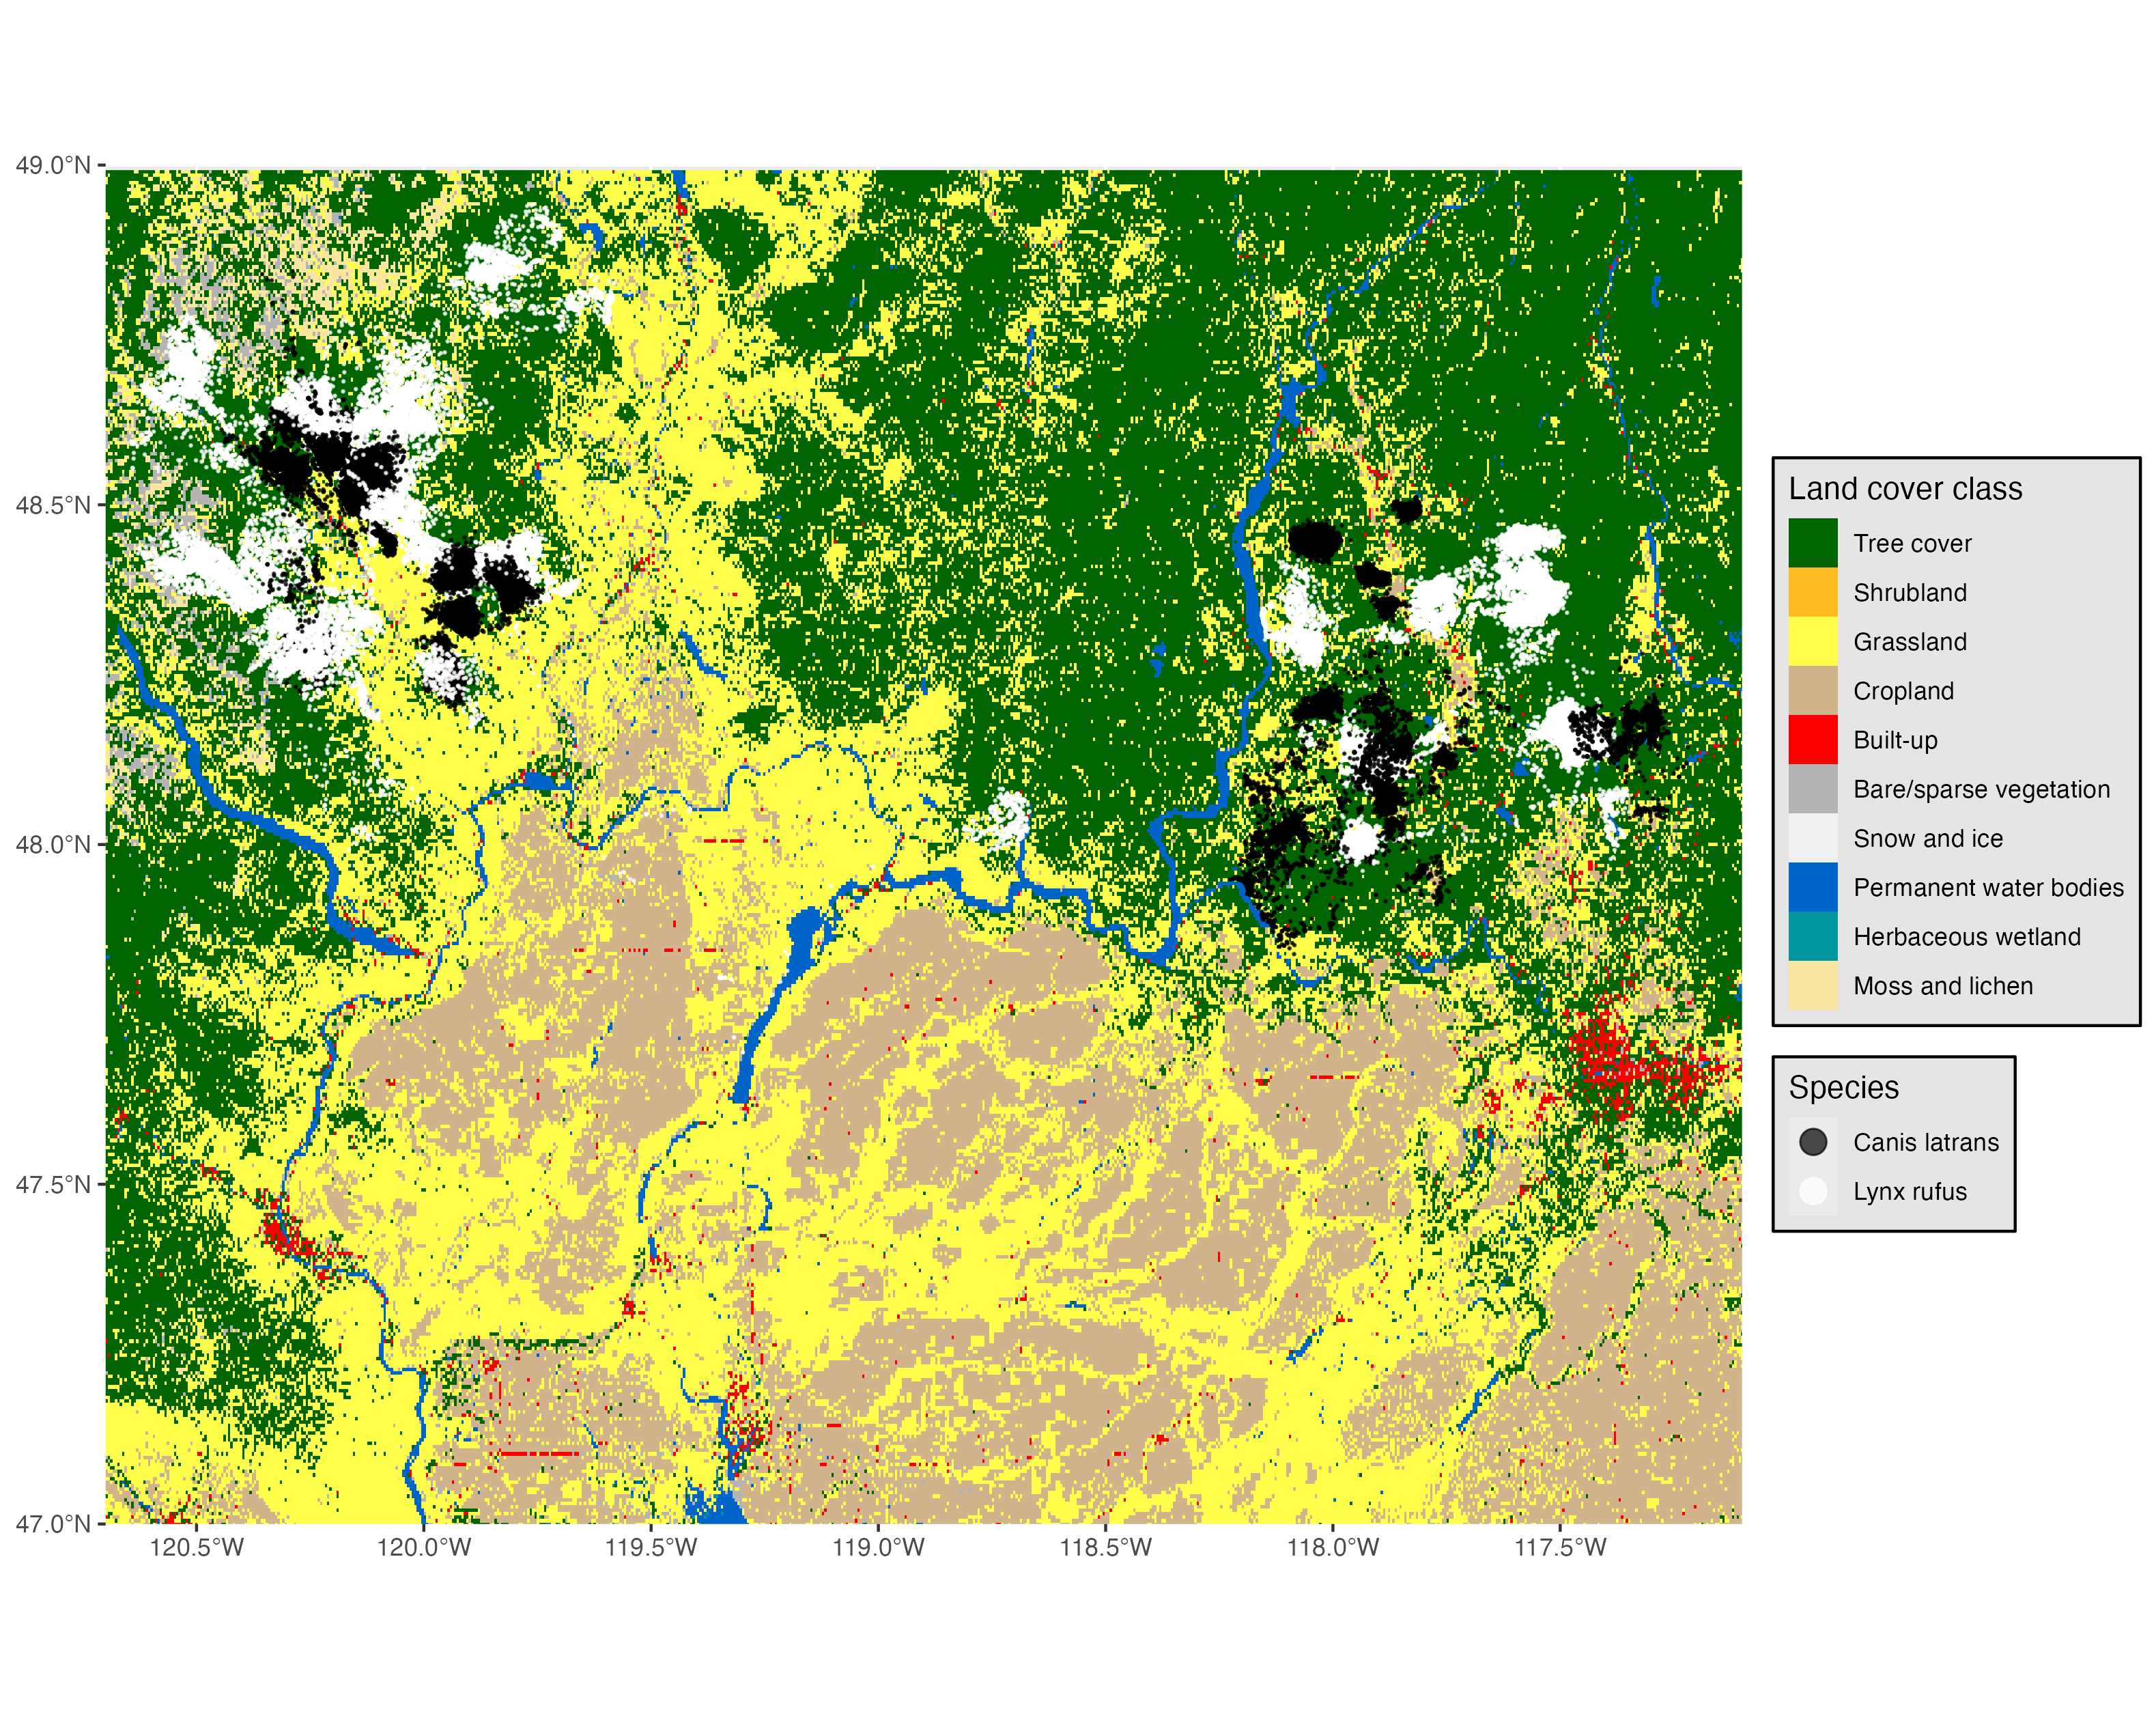 49.0°N
48.5°N
48.0°N
47.5°N
47.0°N
120.5°W 120.0°W 119.5°W 119.0°W 118.5°W 118.0°W 117.5°W
Land cover class
Tree cover
Shrubland
Grassland
Cropland
Built-up
Bare/sparse vegetation
Snow and ice
Permanent water bodies
Herbaceous wetland
Moss and lichen
Species
Canis latrans
Lynx rufus